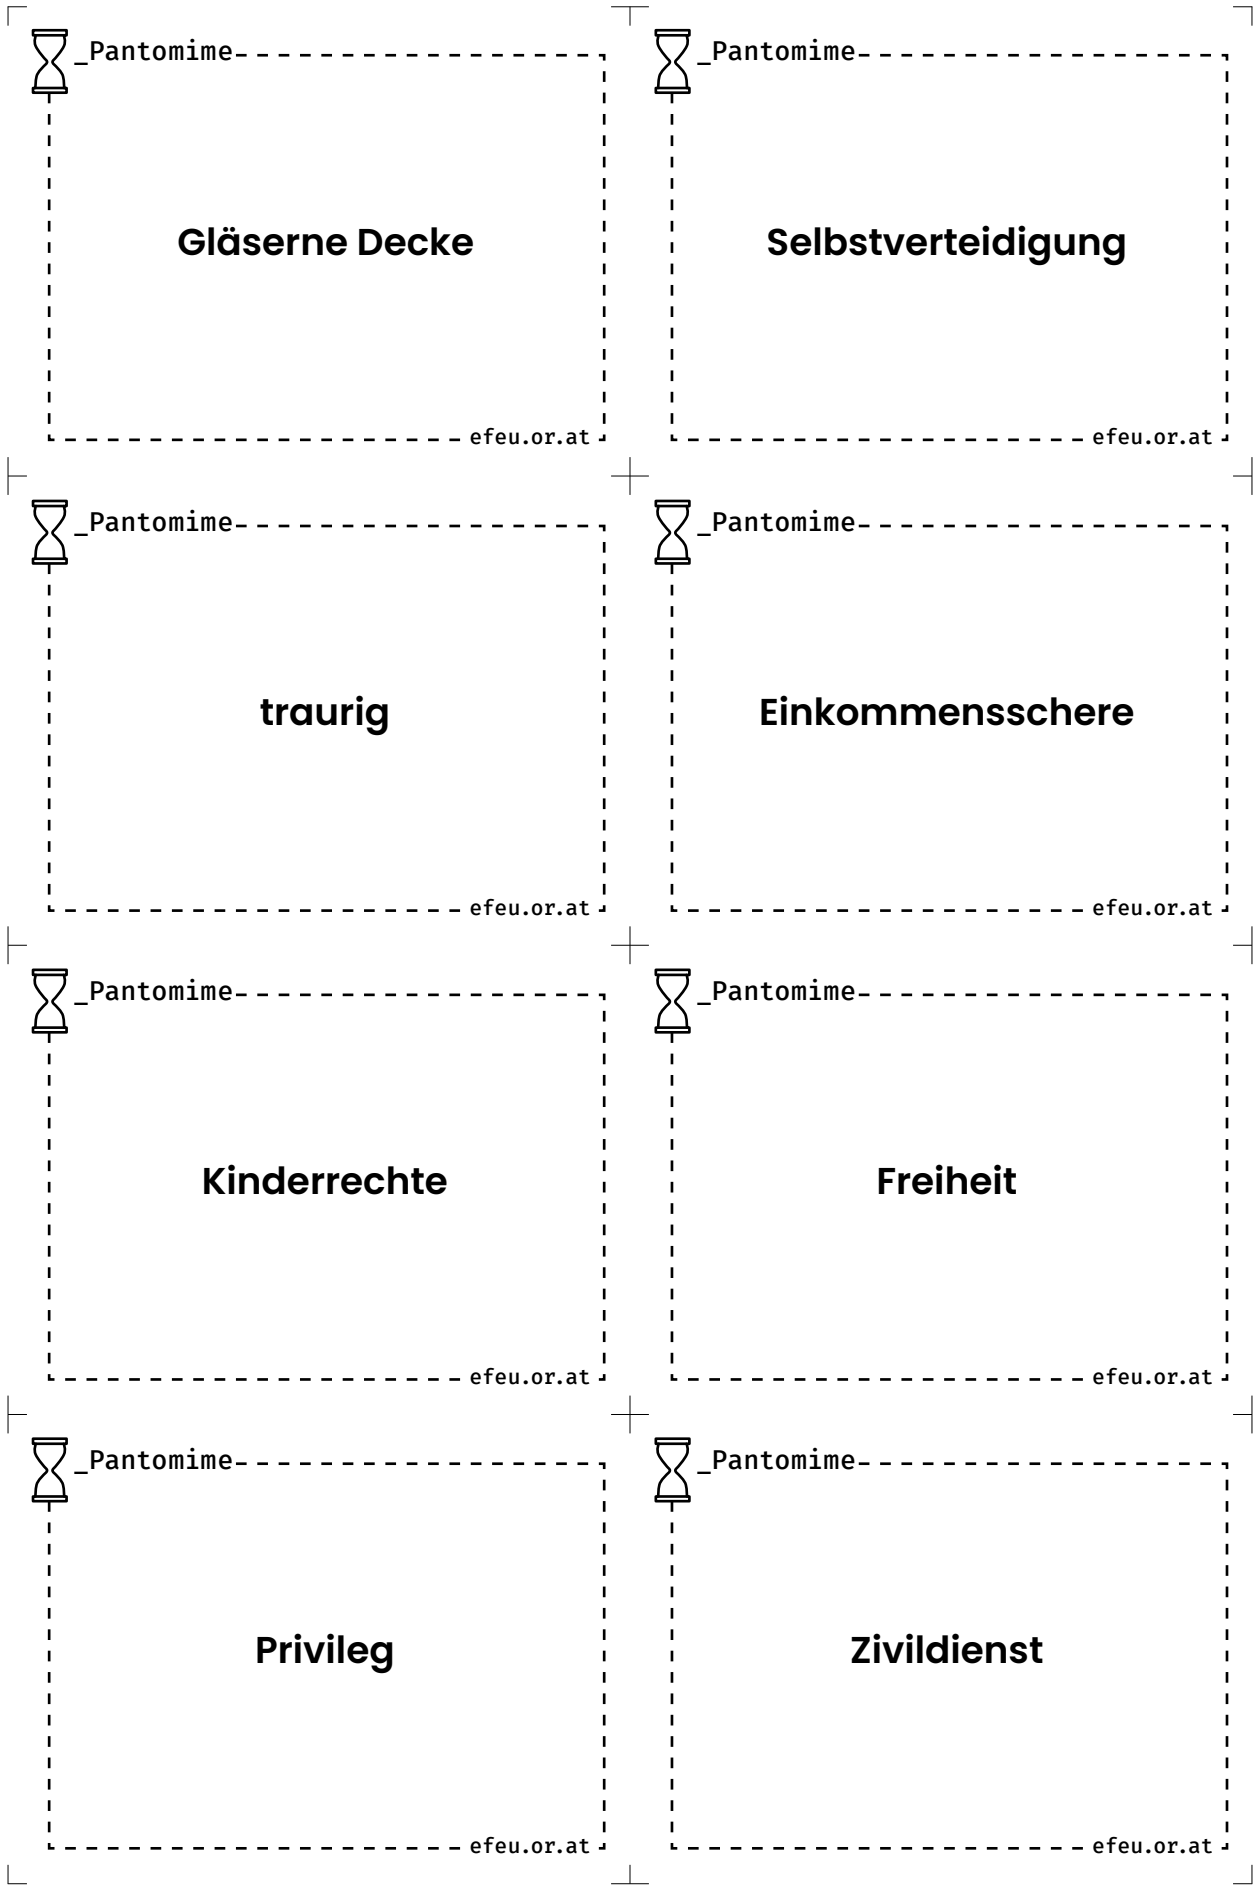 _Pantomime
_Pantomime
Gläserne Decke
Selbstverteidigung
efeu.or.at
efeu.or.at
_Pantomime
_Pantomime
traurig
Einkommensschere
efeu.or.at
efeu.or.at
_Pantomime
_Pantomime
Kinderrechte
Freiheit
efeu.or.at
efeu.or.at
_Pantomime
_Pantomime
Privileg
Zivildienst
efeu.or.at
efeu.or.at